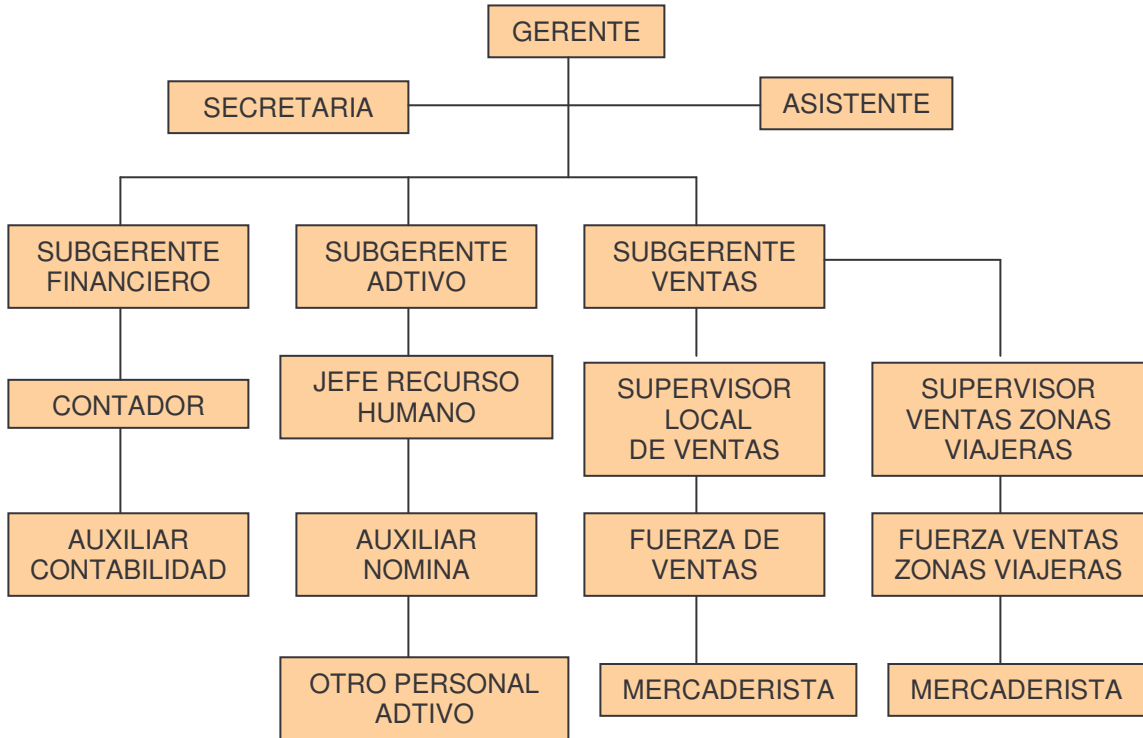 GERENTE
SECRETARIA
ASISTENTE
SUBGERENTE
FINANCIERO
SUBGERENTE
ADTIVO
SUBGERENTE
VENTAS
CONTADOR
JEFE RECURSO
HUMANO
SUPERVISOR
LOCAL
DE VENTAS
SUPERVISOR
VENTAS ZONAS
VIAJERAS
AUXILIAR
CONTABILIDAD
AUXILIAR
NOMINA
FUERZA DE
VENTAS
FUERZA VENTAS
ZONAS VIAJERAS
OTRO PERSONAL
ADTIVO
MERCADERISTA
MERCADERISTA